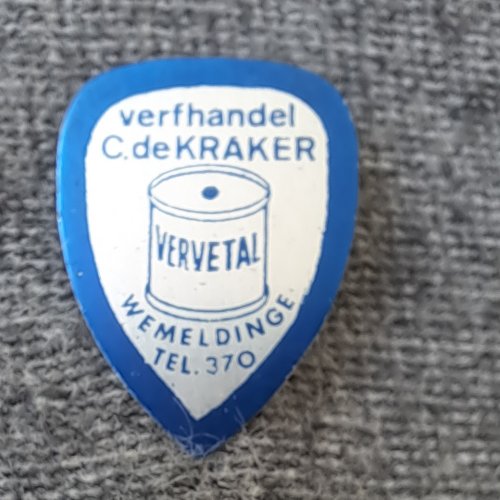 verfhandel
C.deKRAKER
VERVETAL
WEMELDINGE
TEL. 370